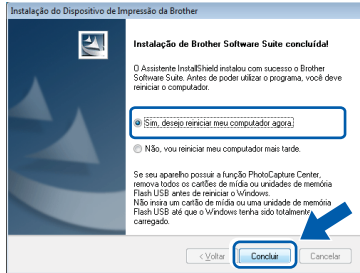 Instalação do Dispositivo de Impressão da Brother
Instalação de Brother Software Suite concluída!
O Assistente InstallShield instalou com sucesso o Brother
Software Suite. Antes de poder utilizar o programa, você deve
reiniciar o computador.
Sim, desejo reiniciar meu computador agora.
Não, vou reiniciar meu computador mais tarde.
Se seu aparelho possuir a função PhotoCapture Center,
remova todos os cartões de mídia ou unidades de memória
Flash USB antes de reiniciar o Windows.
Não insira um cartão de mídia ou uma unidade de memória
Flash USB até que o Windows tenha sido totalmente
carregado.
< Voltar
Concluir
Cancelar